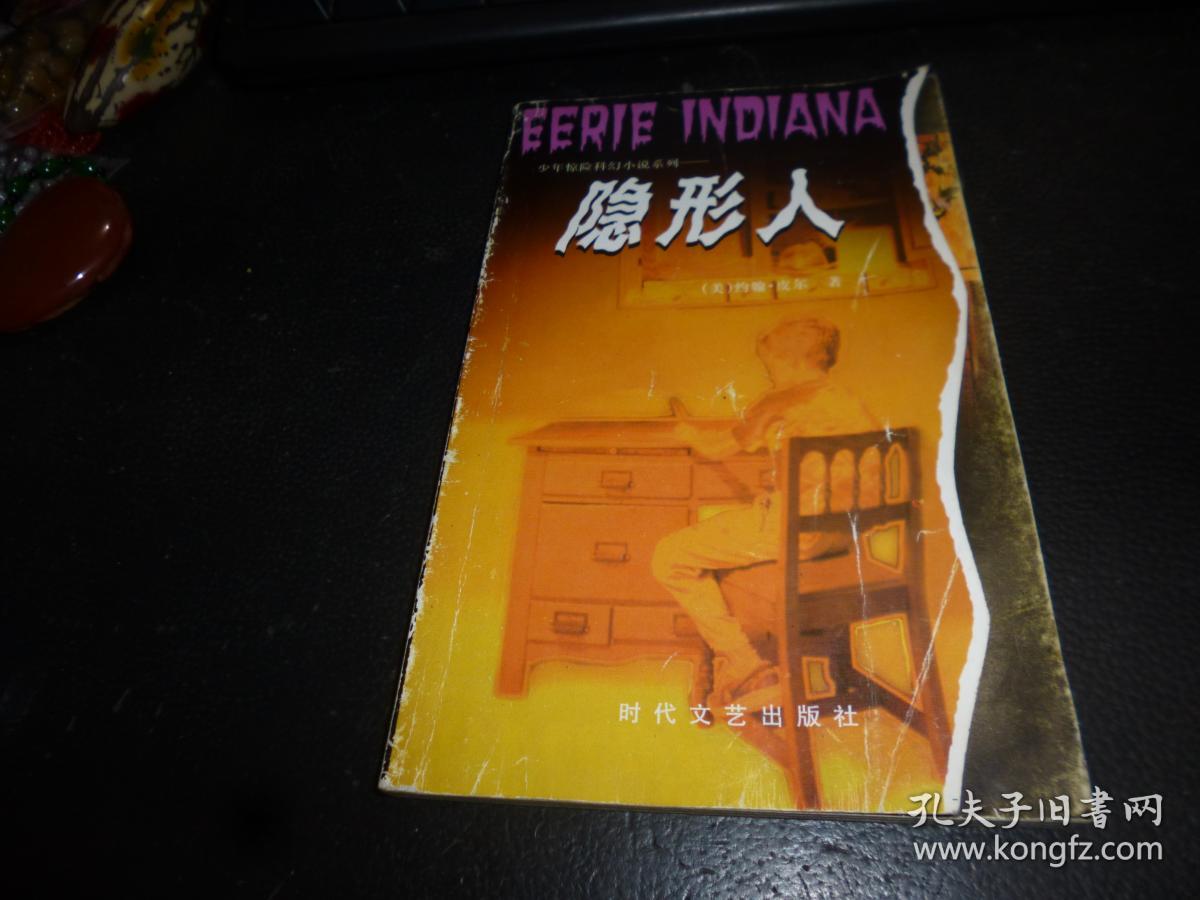 EERIE INDIANA
少年惊险科幻小说系列——
隐形人
(美)约翰·皮尔 著
时代文艺出版社
孔夫子旧書网
www.kongfz.com